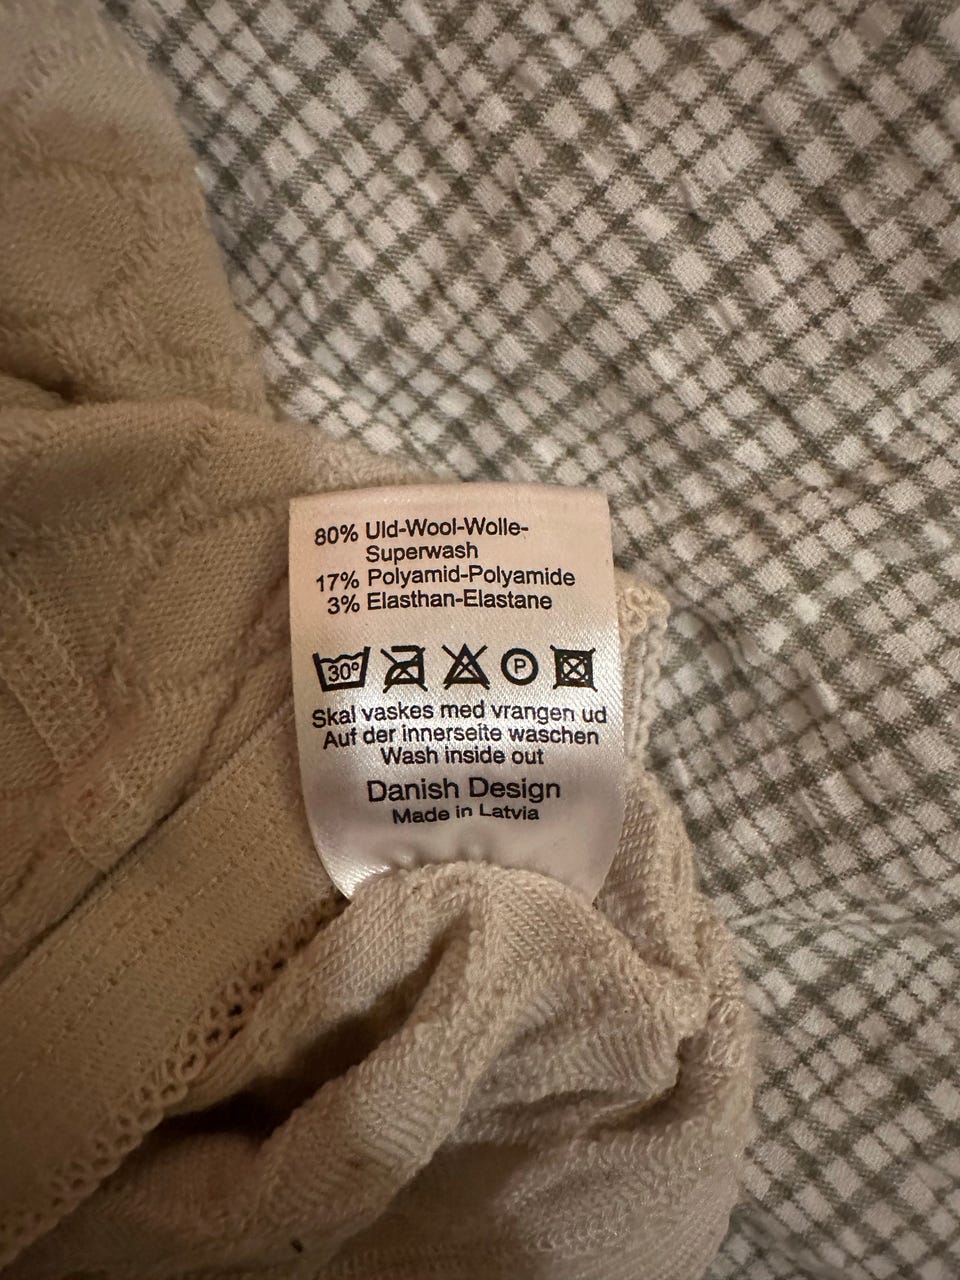 80% Uld-Wool-Wolle-
Superwash
17% Polyamid-Polyamide
3% Elasthan-Elastane
30° P
Skal vaskes med vrangen ud
Auf der innerseite waschen
Wash inside out
Danish Design
Made in Latvia